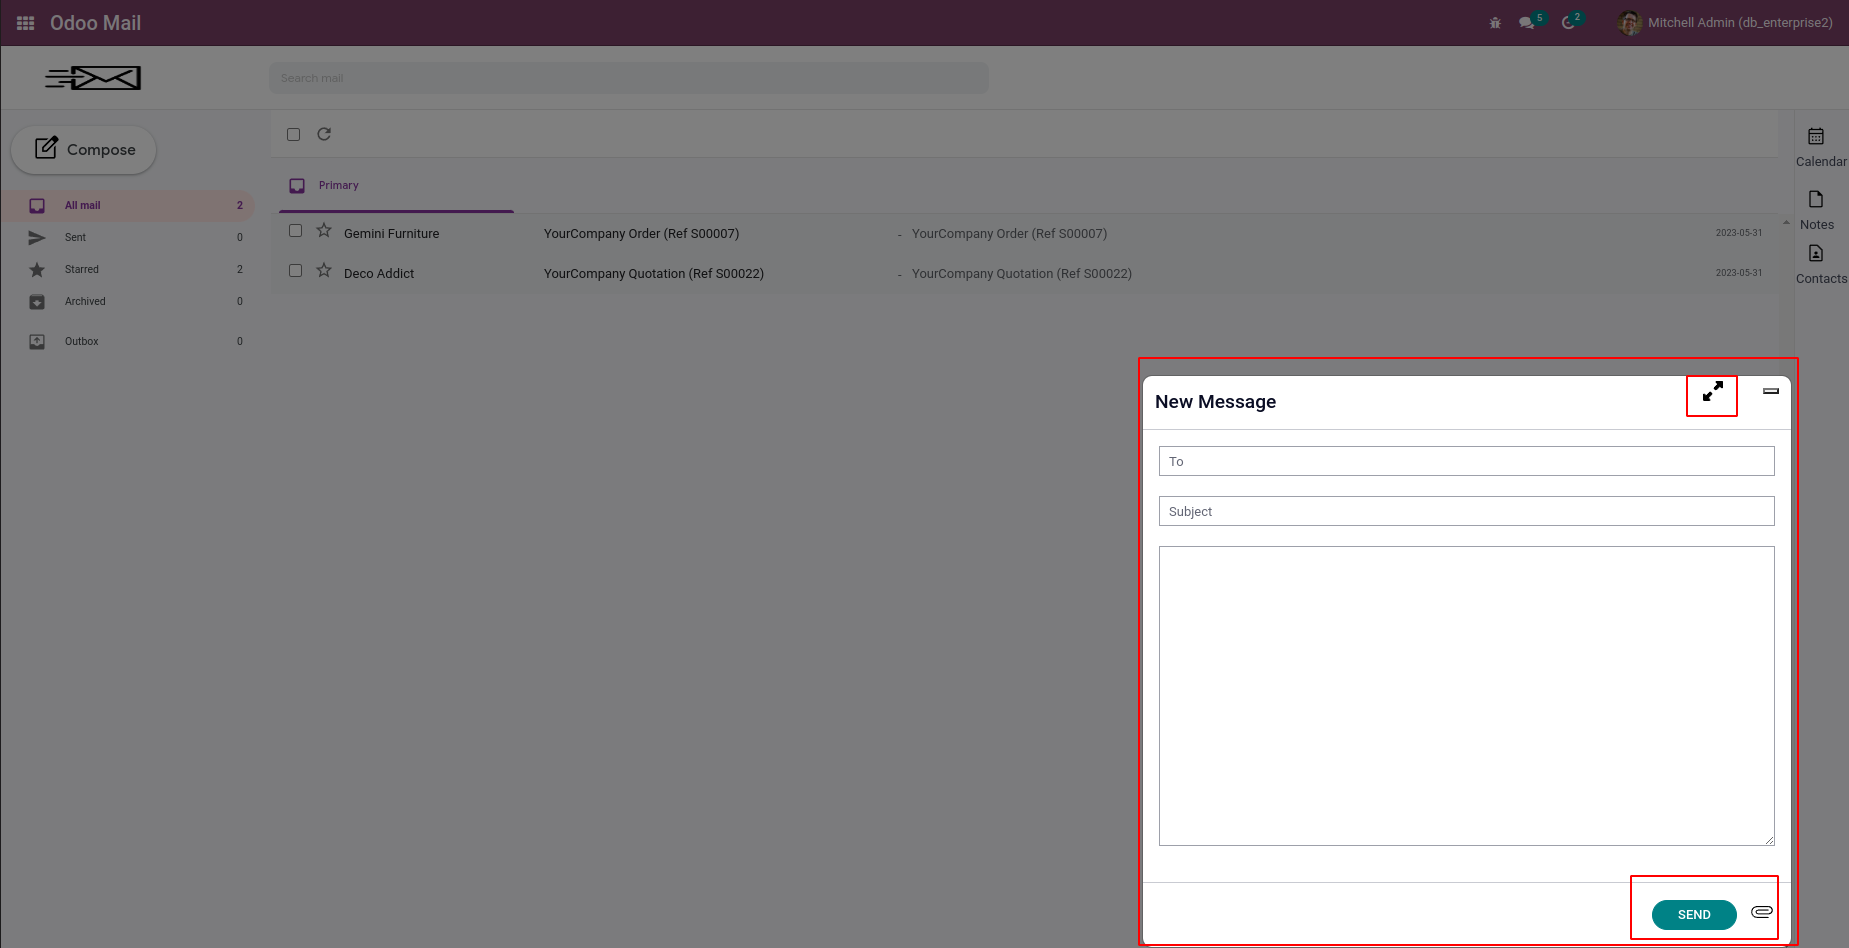 Odoo Mail
5
2
Mitchell Admin (db_enterprise2)
Search mail
Compose
All mail 2
Sent 0
Starred 2
Archived 0
Outbox 0
Primary
Gemini Furniture YourCompany Order (Ref S00007) - YourCompany Order (Ref S00007) 2023-05-31
Deco Addict YourCompany Quotation (Ref S00022) - YourCompany Quotation (Ref S00022) 2023-05-31
Calendar
Notes
Contacts
New Message
To
Subject
SEND